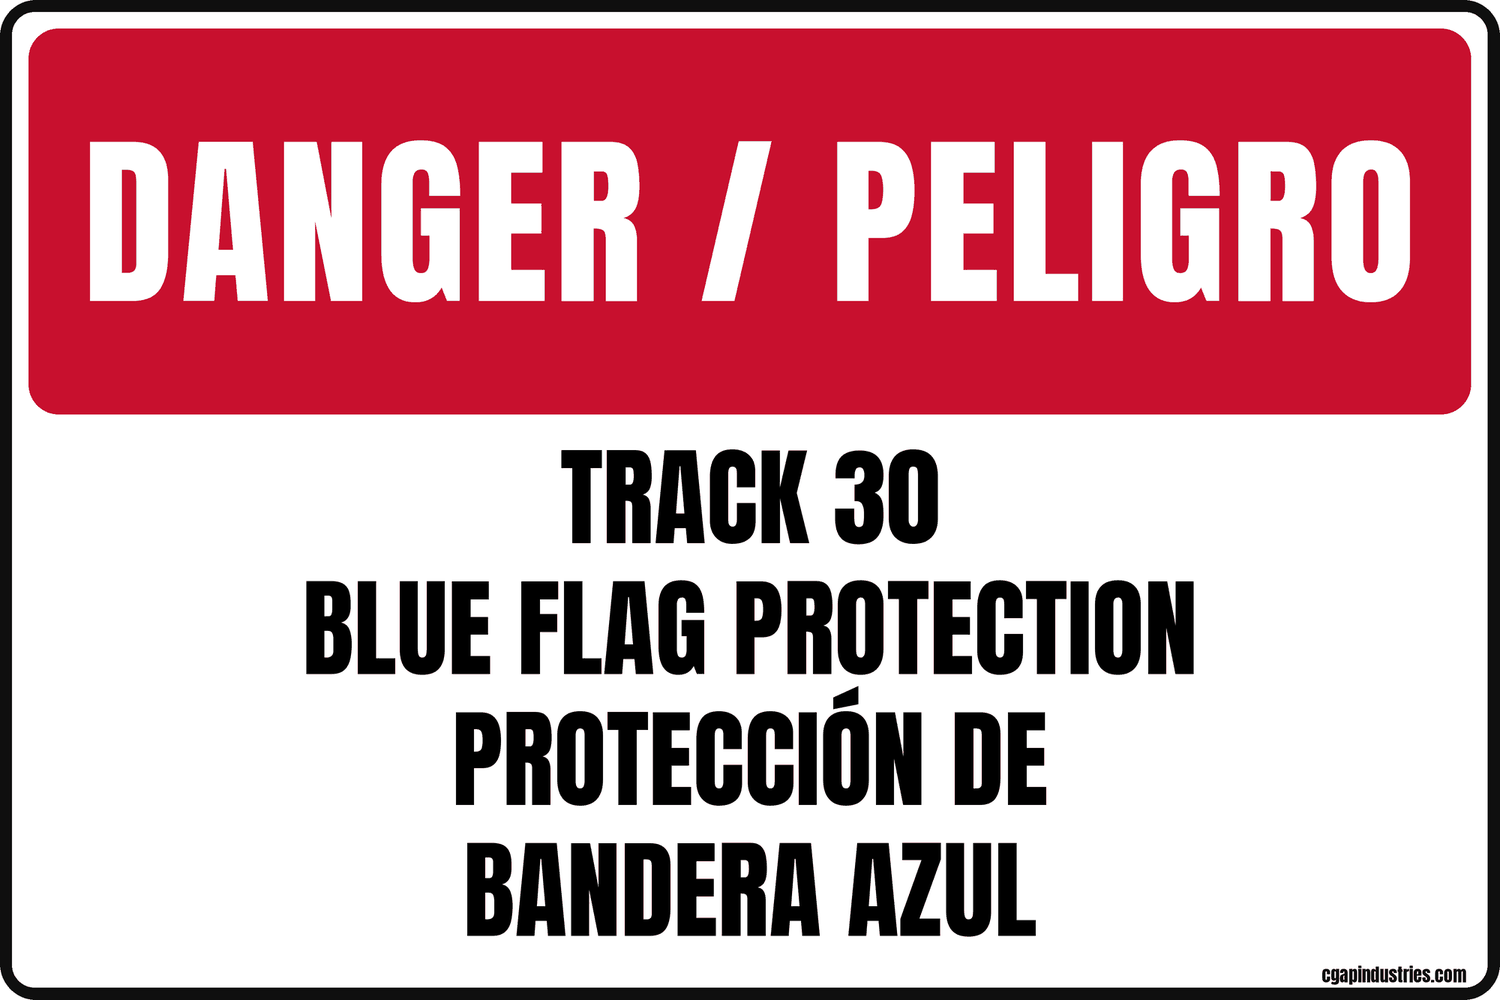 DANGER / PELIGRO
TRACK 30
BLUE FLAG PROTECTION
PROTECCIÓN DE
BANDERA AZUL
cgapindustries.com